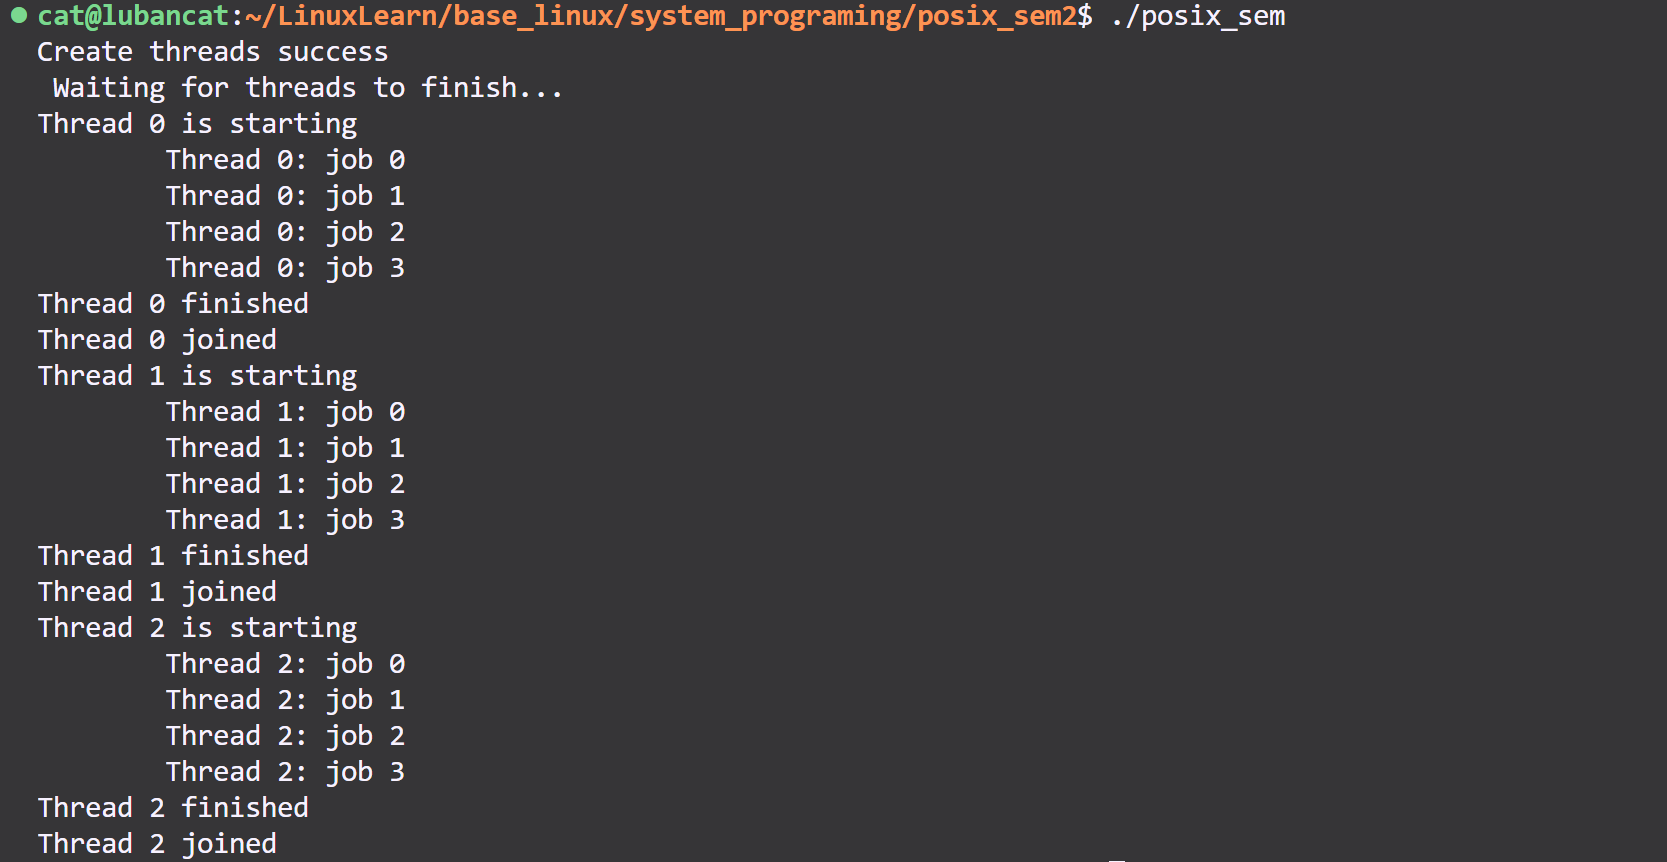 cat@lubancat:~/LinuxLearn/base_linux/system_programing/posix_sem2$ ./posix_sem
Create threads success
 Waiting for threads to finish...
Thread 0 is starting
        Thread 0: job 0
        Thread 0: job 1
        Thread 0: job 2
        Thread 0: job 3
Thread 0 finished
Thread 0 joined
Thread 1 is starting
        Thread 1: job 0
        Thread 1: job 1
        Thread 1: job 2
        Thread 1: job 3
Thread 1 finished
Thread 1 joined
Thread 2 is starting
        Thread 2: job 0
        Thread 2: job 1
        Thread 2: job 2
        Thread 2: job 3
Thread 2 finished
Thread 2 joined